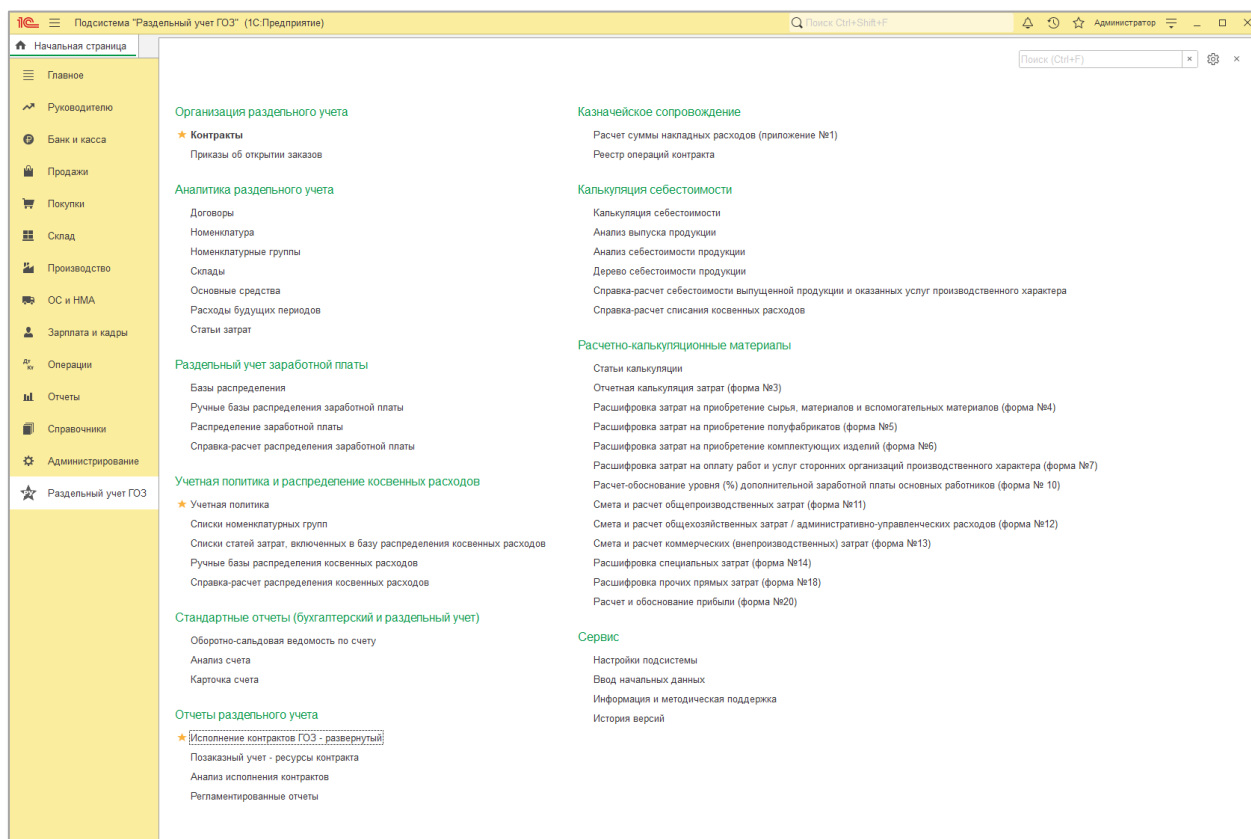 Подсистема "Раздельный учет ГОЗ" (1С:Предприятие)
Поиск Ctrl+Shift+F
Администратор
Начальная страница
Поиск (Ctrl+F)
Главное
Руководителю
Банк и касса
Продажи
Покупки
Склад
Производство
ОС и НМА
Зарплата и кадры
Операции
Отчеты
Справочники
Администрирование
Раздельный учет ГОЗ
Организация раздельного учета
Контракты
Приказы об открытии заказов
Аналитика раздельного учета
Договоры
Номенклатура
Номенклатурные группы
Склады
Основные средства
Расходы будущих периодов
Статьи затрат
Раздельный учет заработной платы
Базы распределения
Ручные базы распределения заработной платы
Распределение заработной платы
Справка-расчет распределения заработной платы
Учетная политика и распределение косвенных расходов
Учетная политика
Списки номенклатурных групп
Списки статей затрат, включенных в базу распределения косвенных расходов
Ручные базы распределения косвенных расходов
Справка-расчет распределения косвенных расходов
Стандартные отчеты (бухгалтерский и раздельный учет)
Оборотно-сальдовая ведомость по счету
Анализ счета
Карточка счета
Отчеты раздельного учета
Исполнение контрактов ГОЗ - развернутый
Позаказный учет - ресурсы контракта
Анализ исполнения контрактов
Регламентированные отчеты
Казначейское сопровождение
Расчет суммы накладных расходов (приложение №1)
Реестр операций контракта
Калькуляция себестоимости
Калькуляция себестоимости
Анализ выпуска продукции
Анализ себестоимости продукции
Дерево себестоимости продукции
Справка-расчет себестоимости выпущенной продукции и оказанных услуг производственного характера
Справка-расчет списания косвенных расходов
Расчетно-калькуляционные материалы
Статьи калькуляции
Отчетная калькуляция затрат (форма №3)
Расшифровка затрат на приобретение сырья, материалов и вспомогательных материалов (форма №4)
Расшифровка затрат на приобретение полуфабрикатов (форма №5)
Расшифровка затрат на приобретение комплектующих изделий (форма №6)
Расшифровка затрат на оплату работ и услуг сторонних организаций производственного характера (форма №7)
Расчет-обоснование уровня (%) дополнительной заработной платы основных работников (форма № 10)
Смета и расчет общепроизводственных затрат (форма №11)
Смета и расчет общехозяйственных затрат / административно-управленческих расходов (форма №12)
Смета и расчет коммерческих (внепроизводственных) затрат (форма №13)
Расшифровка специальных затрат (форма №14)
Расшифровка прочих прямых затрат (форма №18)
Расчет и обоснование прибыли (форма №20)
Сервис
Настройки подсистемы
Ввод начальных данных
Информация и методическая поддержка
История версий